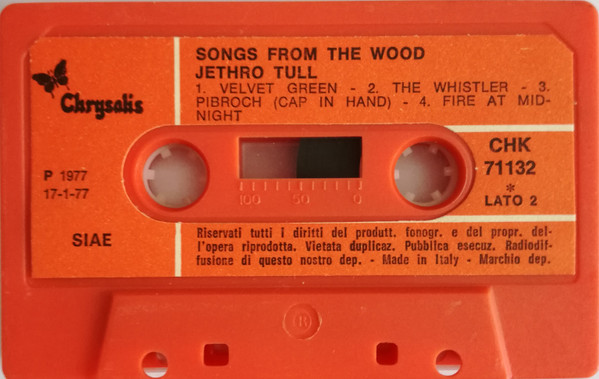 SONGS FROM THE WOOD
JETHRO TULL
1. VELVET GREEN - 2. THE WHISTLER - 3.
PIBROCH (CAP IN HAND) - 4. FIRE AT MID-
NIGHT
Chrysalis
P 1977
17-1-77
SIAE
CHK
71132
*
LATO 2
100 50 0
Riservati tutti i diritti del produtt. fonogr. e del propr. del-
l'opera riprodotta. Vietata duplicaz. Pubblica esecuz. Radiodif-
fusione di questo nostro dep. - Made in Italy - Marchio dep.
R